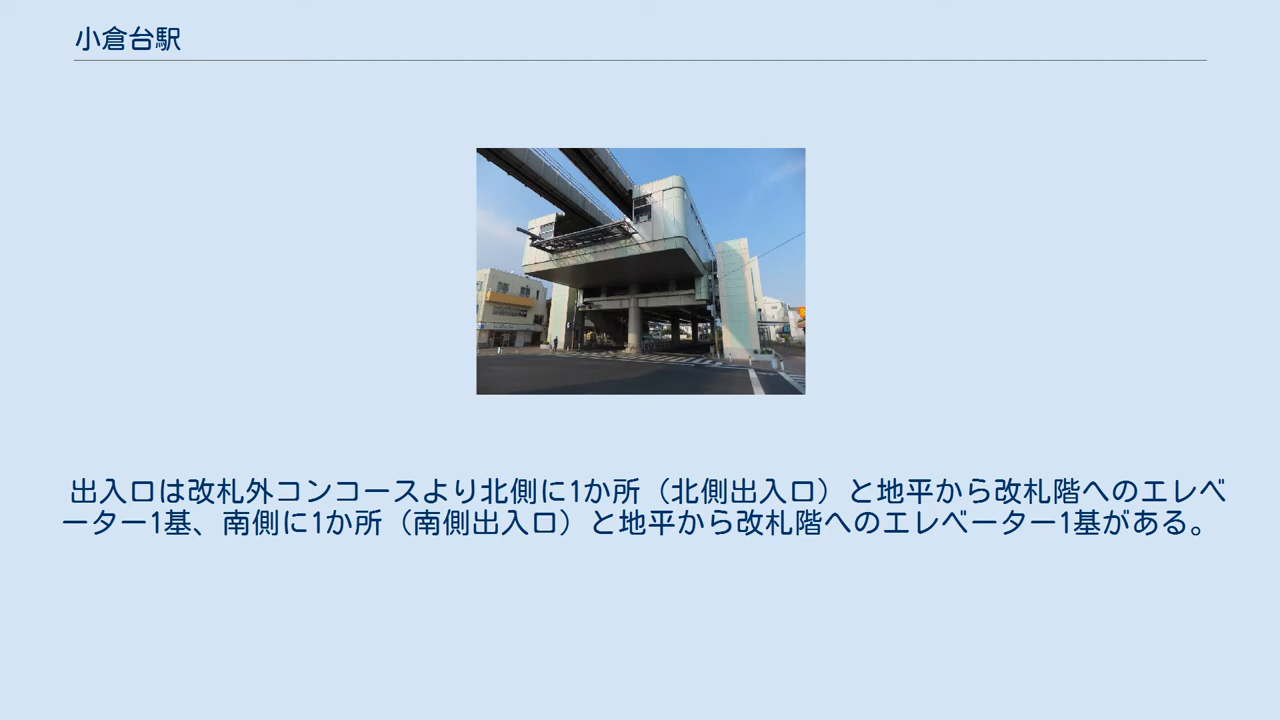 小倉台駅
出入口は改札外コンコースより北側に1か所（北側出入口）と地平から改札階へのエレベ
ーター1基、南側に1か所（南側出入口）と地平から改札階へのエレベーター1基がある。